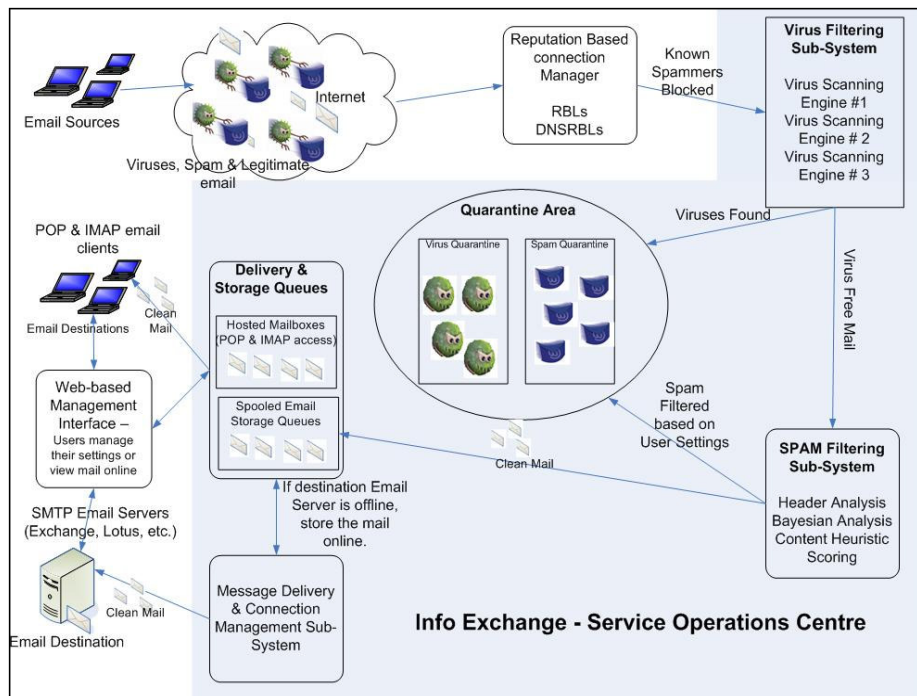 Email Sources
Internet
Viruses, Spam & Legitimate
email
Reputation Based
connection
Manager
RBLs
DNSRBLs
Known
Spammers
Blocked
Virus Filtering
Sub-System
Virus Scanning
Engine #1
Virus Scanning
Engine # 2
Virus Scanning
Engine # 3
Viruses Found
Virus Free Mail
Quarantine Area
Virus Quarantine
Spam Quarantine
POP & IMAP email
clients
Clean
Mail
Email Destinations
Delivery &
Storage Queues
Hosted Mailboxes
(POP & IMAP access)
Spooled Email
Storage Queues
Web-based
Management
Interface –
Users manage
their settings or
view mail online
Spam
Filtered
based on
User Settings
Clean Mail
SPAM Filtering
Sub-System
Header Analysis
Bayesian Analysis
Content Heuristic
Scoring
If destination Email
Server is offline,
store the mail
online.
SMTP Email Servers
(Exchange, Lotus, etc.)
Clean Mail
Email Destination
Message Delivery
& Connection
Management Sub-
System
Info Exchange - Service Operations Centre